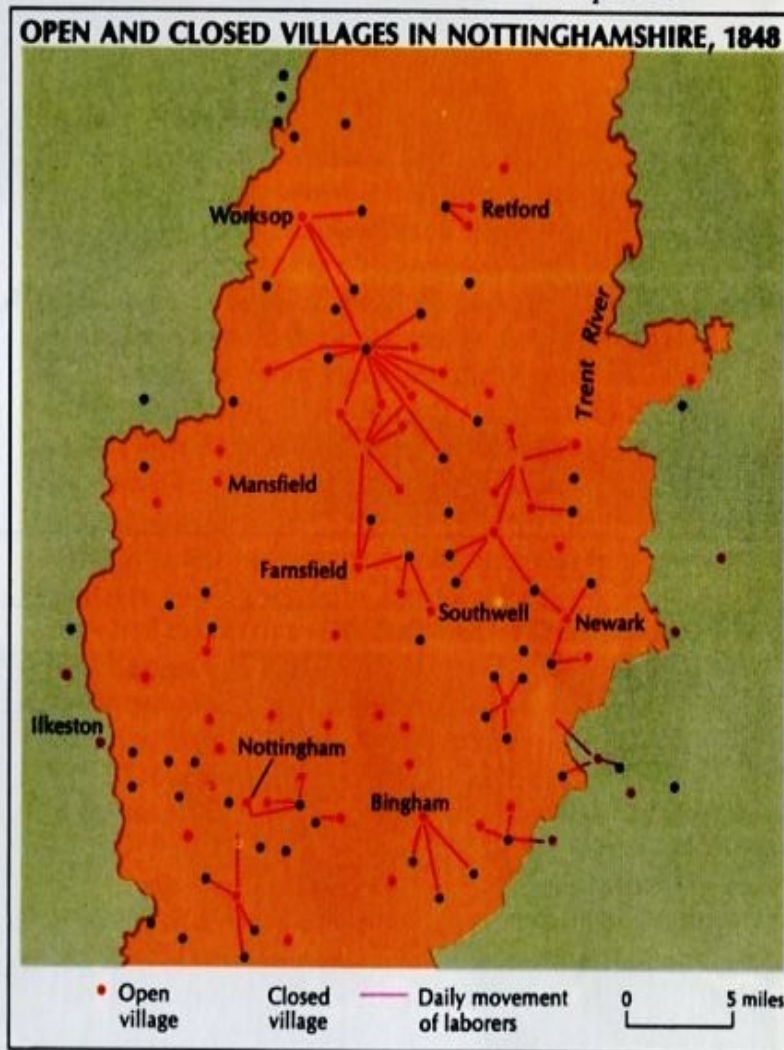 OPEN AND CLOSED VILLAGES IN NOTTINGHAMSHIRE, 1848
Worksop
Retford
Trent River
Mansfield
Farnsfield
Southwell
Newark
Ilkeston
Nottingham
Bingham
Open
village
Closed
village
Daily movement
of laborers
0 5 miles